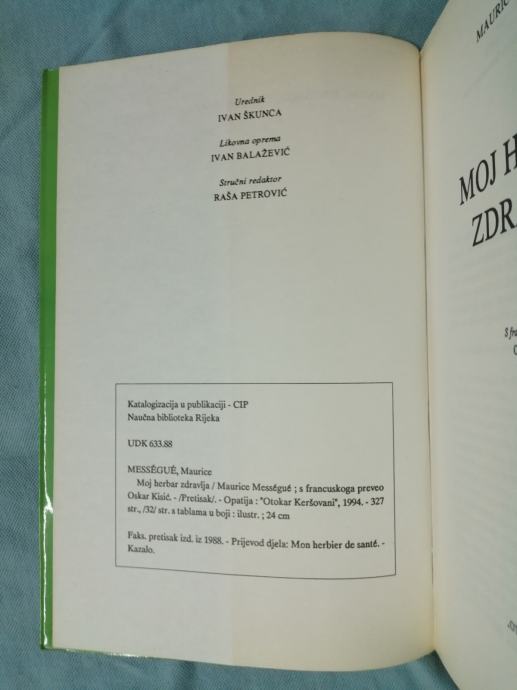 Urednik
IVAN ŠKUNCA
Likovna oprema
IVAN BALAŽEVIĆ
Stručni redaktor
RAŠA PETROVIĆ
Katalogizacija u publikaciji - CIP
Naučna biblioteka Rijeka
UDK 633.88
MESSÉGUÉ, Maurice
Moj herbar zdravlja / Maurice Mességué ; s francuskoga preveo
Oskar Kisić. - /Pretisak/. - Opatija : "Otokar Keršovani", 1994. - 327
str., /32/ str. s tablama u boji : ilustr. ; 24 cm
Faks. pretisak izd. iz 1988. - Prijevod djela: Mon herbier de santé. -
Kazalo.
MAURIC
MOJ H
ZDRA
S fra